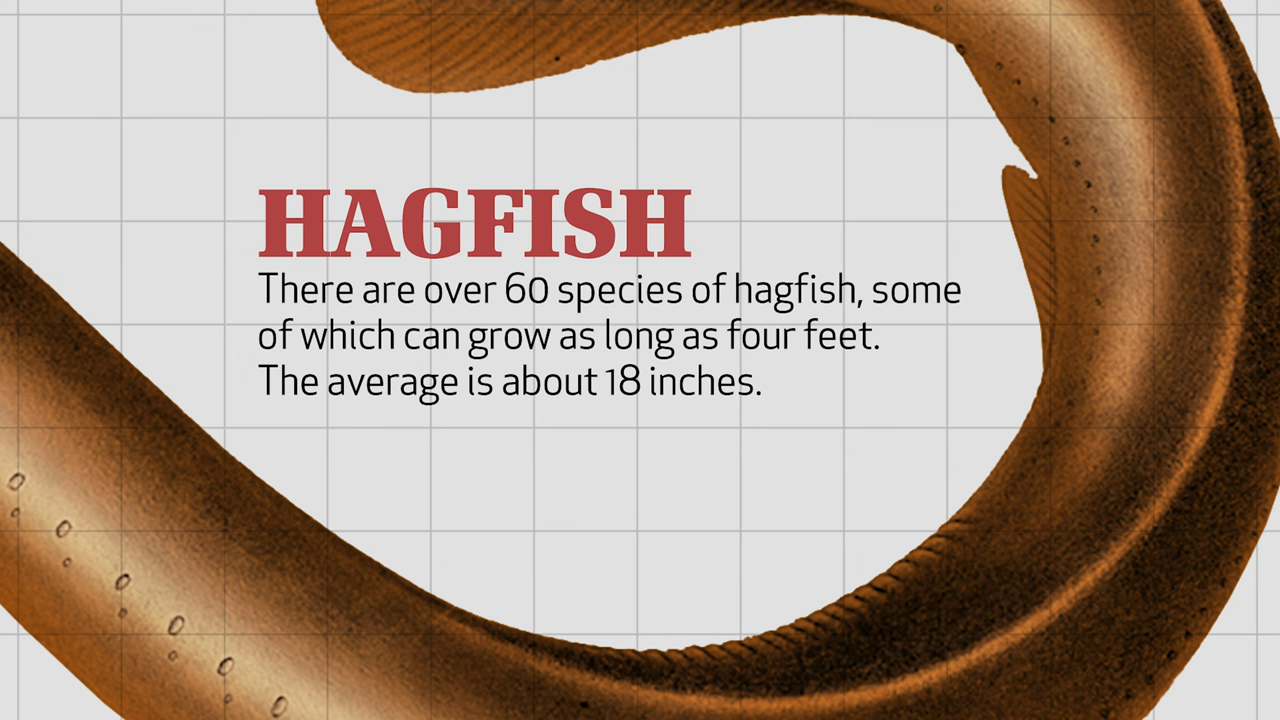 HAGFISH
There are over 60 species of hagfish, some
of which can grow as long as four feet.
The average is about 18 inches.